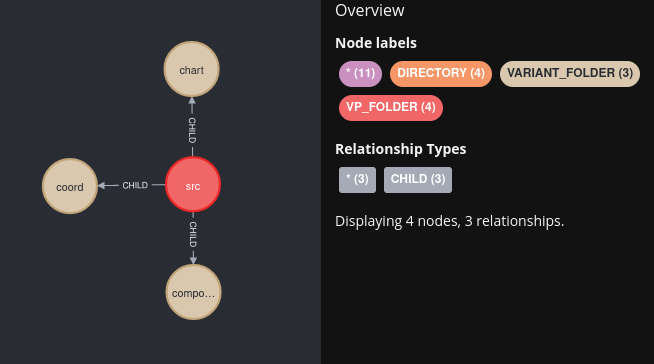 Overview
Node labels
* (11) DIRECTORY (4) VARIANT_FOLDER (3)
VP_FOLDER (4)
Relationship Types
* (3) CHILD (3)
Displaying 4 nodes, 3 relationships.
chart
CHILD
coord CHILD src
CHILD
compo…